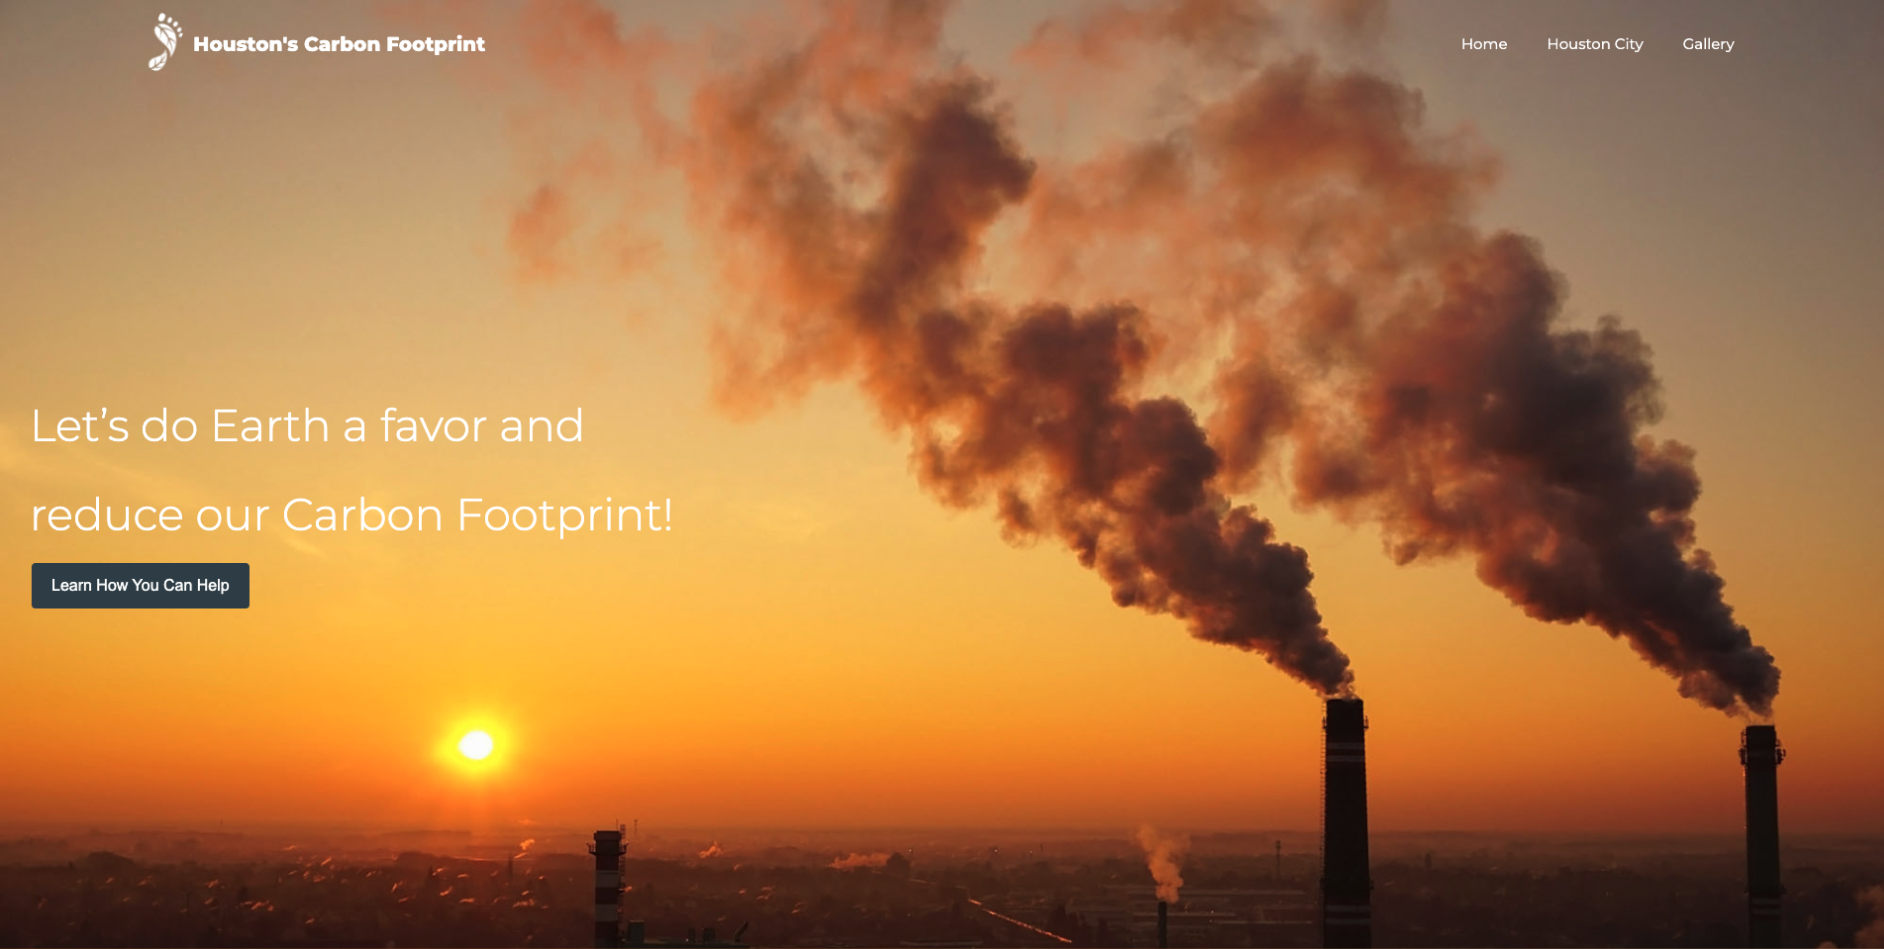 Houston's Carbon Footprint
Home Houston City Gallery
Let’s do Earth a favor and
reduce our Carbon Footprint!
Learn How You Can Help